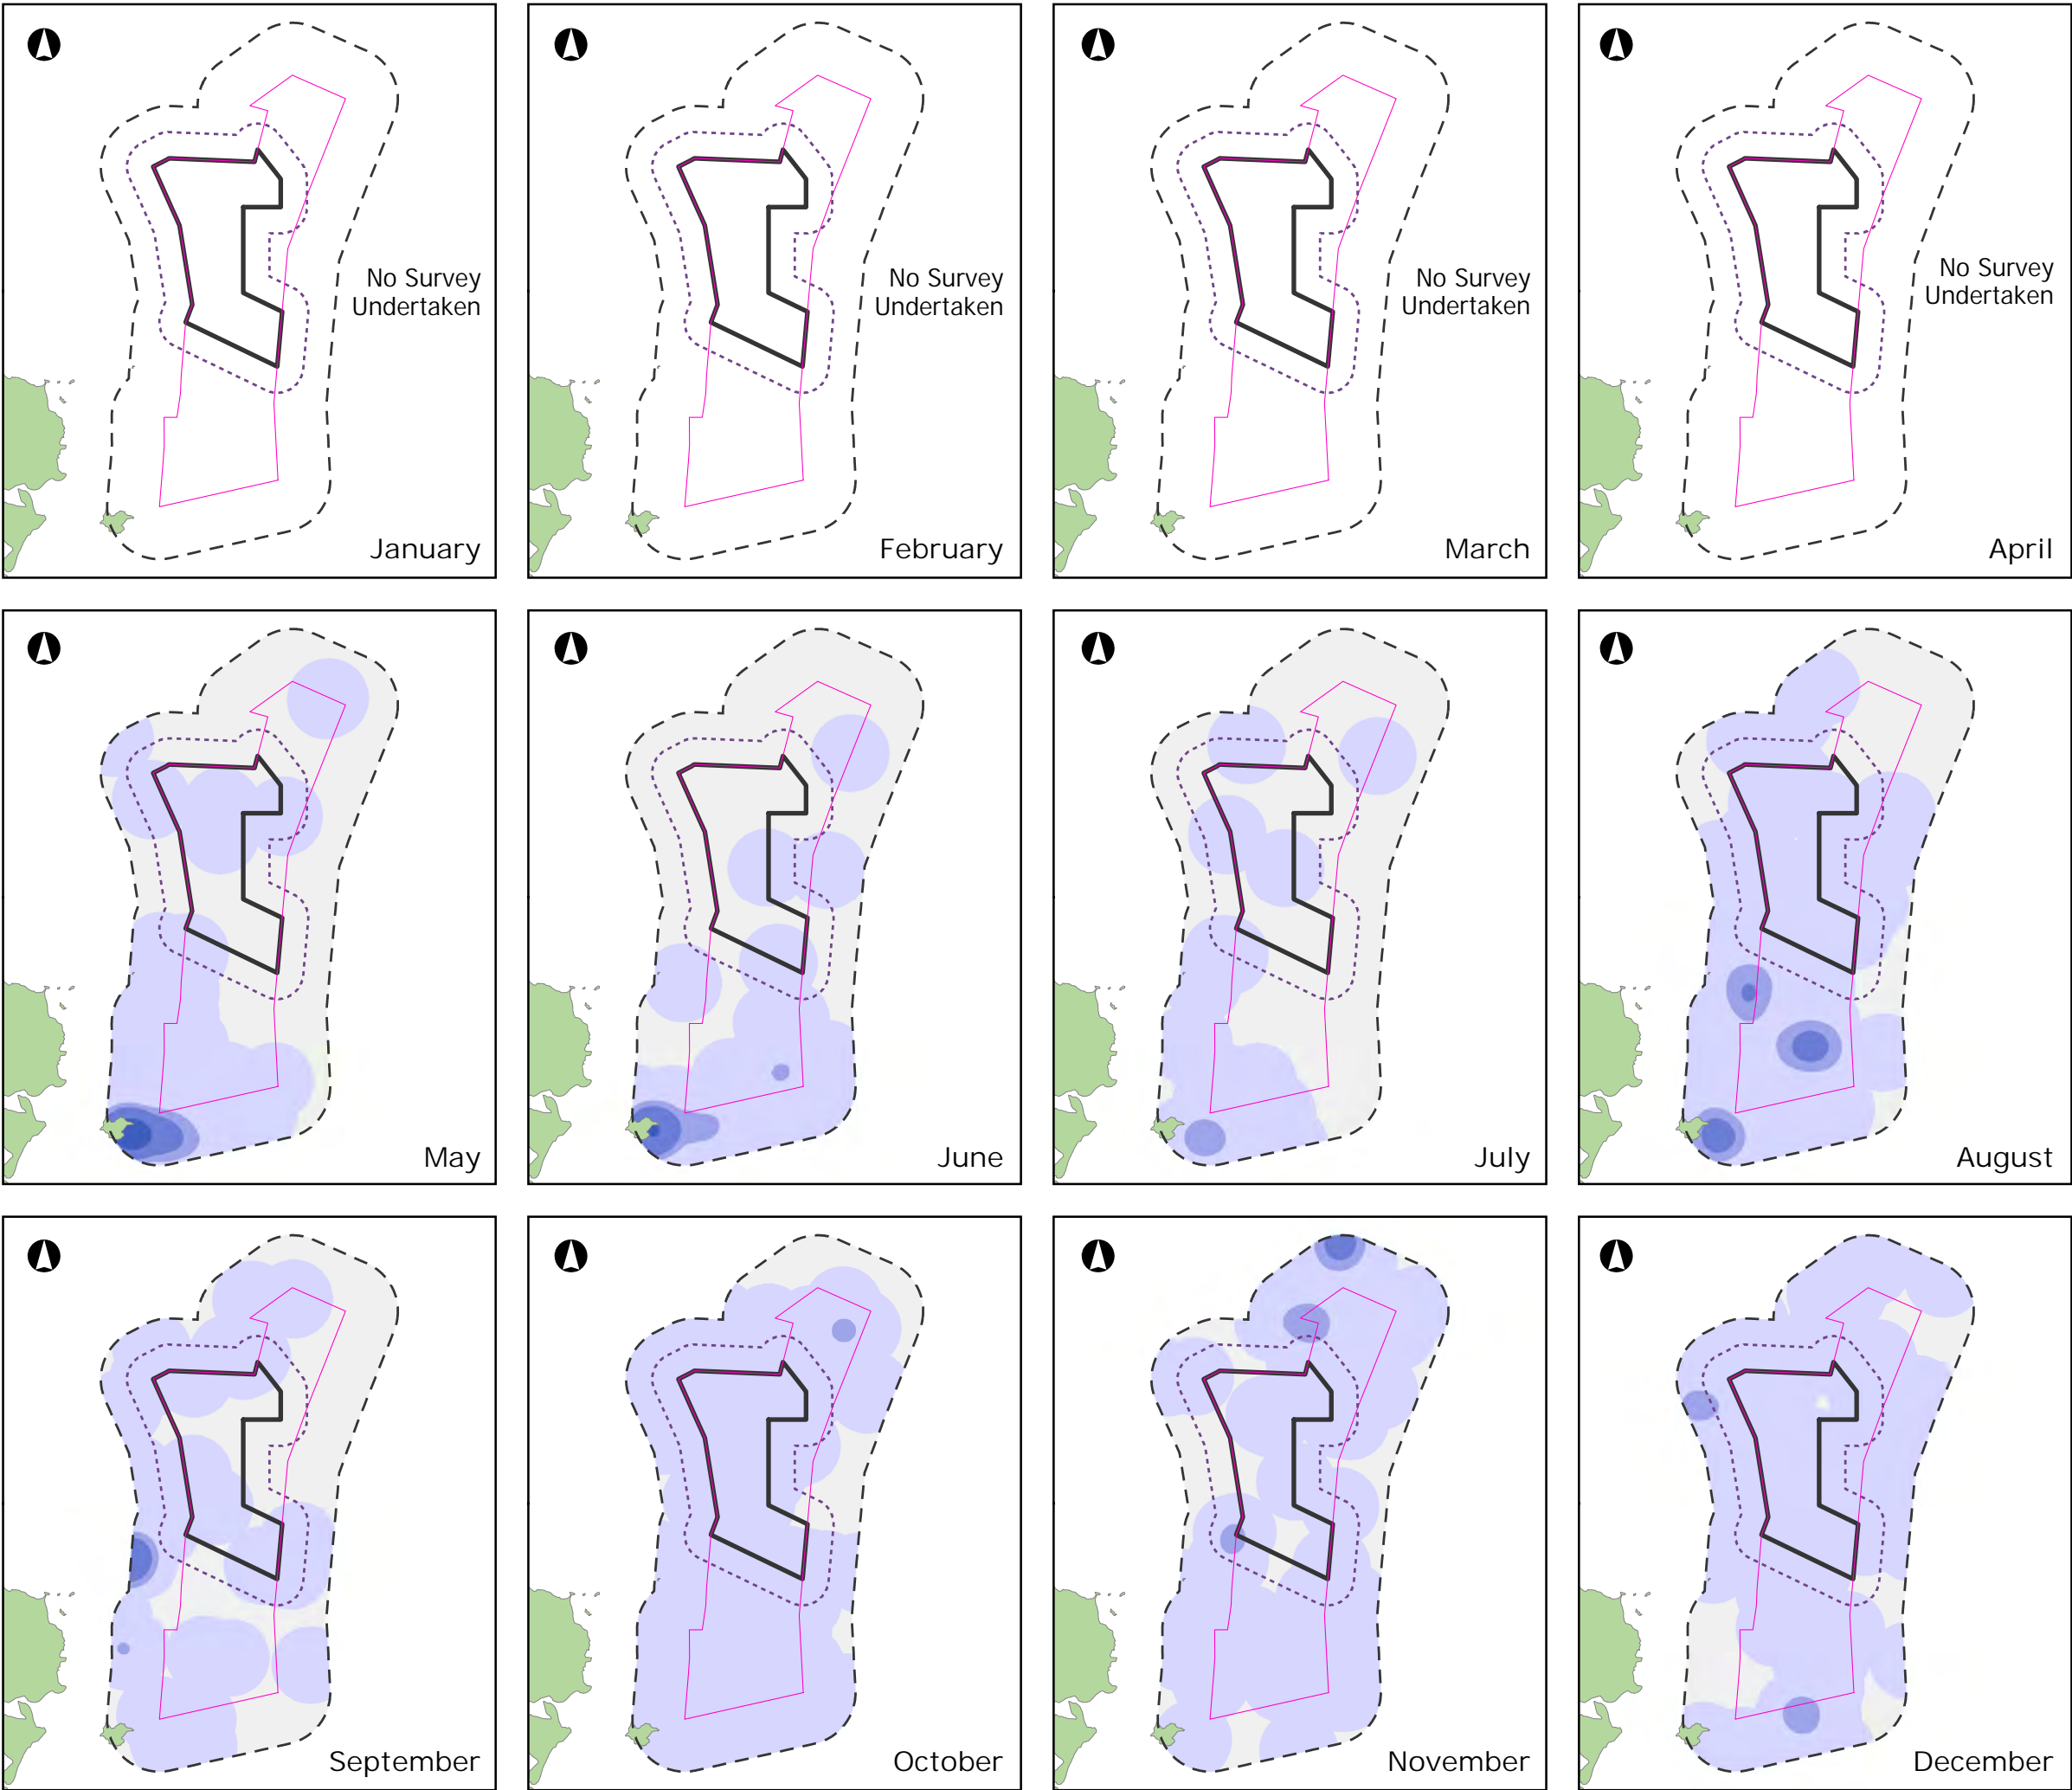 No Survey
Undertaken
January
No Survey
Undertaken
February
No Survey
Undertaken
March
No Survey
Undertaken
April
May
June
July
August
September
October
November
December